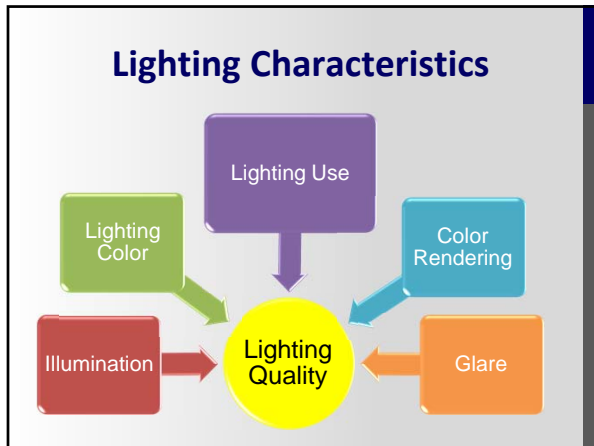 Lighting Characteristics
Lighting Use
Lighting
Color
Color
Rendering
Illumination
Lighting
Quality
Glare